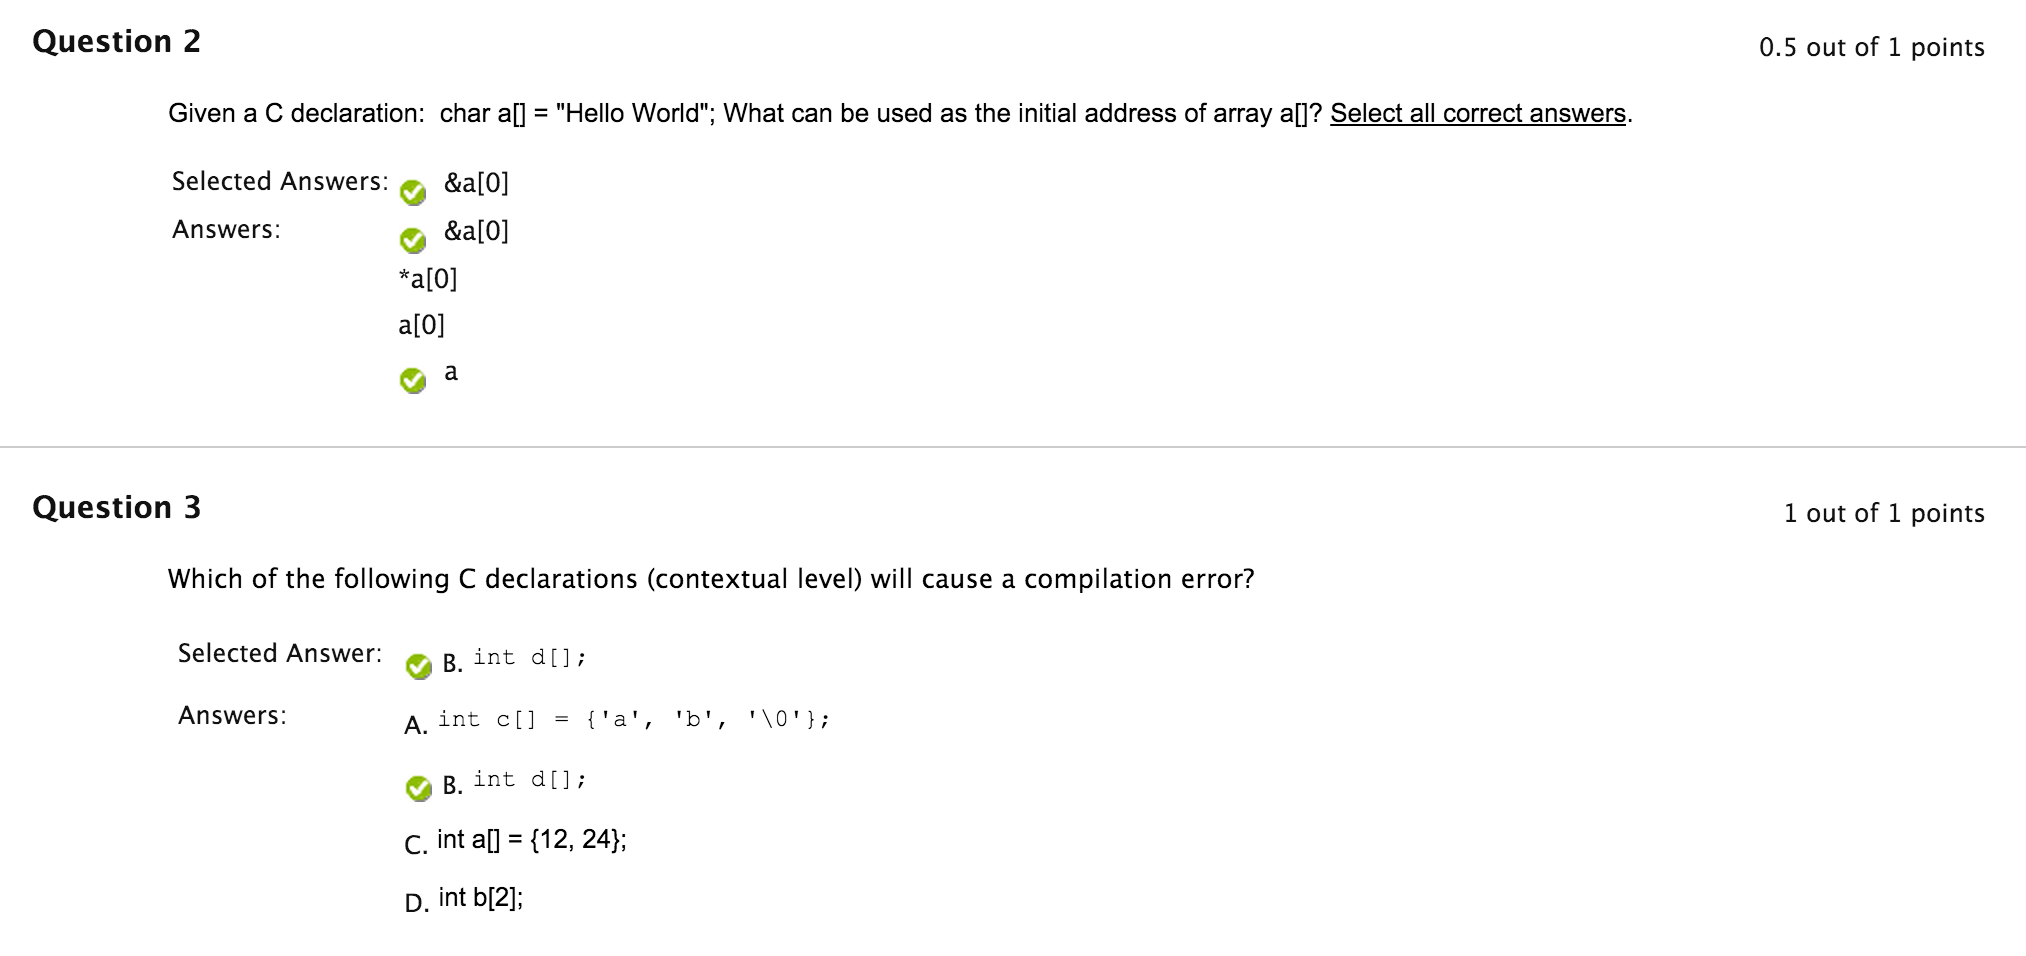 Question 2
0.5 out of 1 points
Given a C declaration:  char a[] = "Hello World"; What can be used as the initial address of array a[]? Select all correct answers.
Selected Answers: &a[0]
Answers: &a[0]
*a[0]
a[0]
a
Question 3
1 out of 1 points
Which of the following C declarations (contextual level) will cause a compilation error?
Selected Answer: B. int d[];
Answers: A. int c[] = {'a', 'b', '\0'};
B. int d[];
C. int a[] = {12, 24};
D. int b[2];